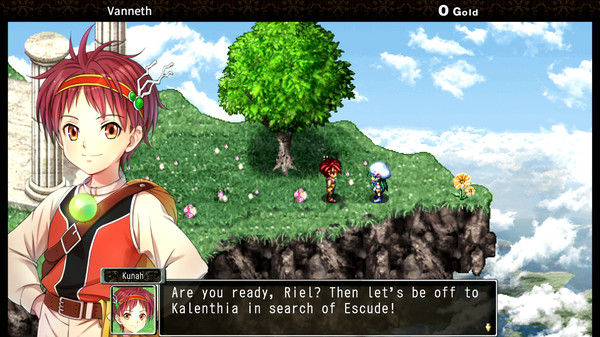 Vanneth
0 Gold
Kunah
Are you ready, Riel? Then let's be off to
Kalenthia in search of Escude!